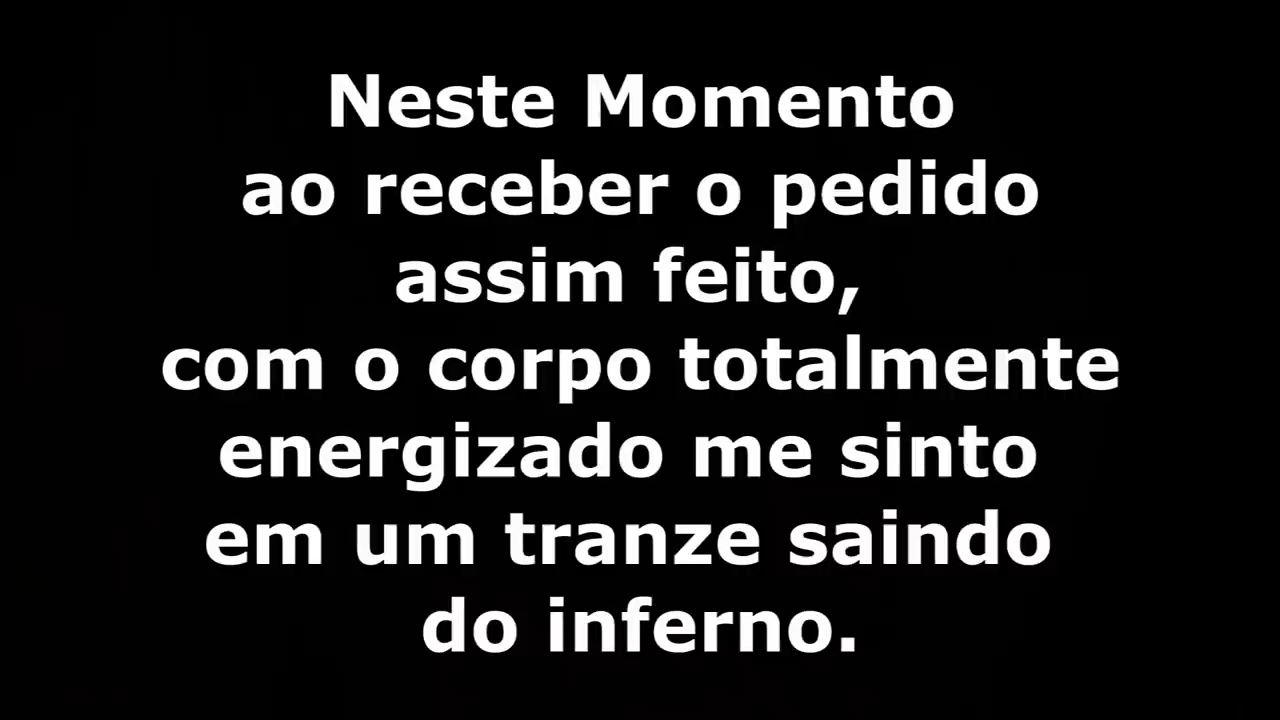 Neste Momento
ao receber o pedido
assim feito,
com o corpo totalmente
energizado me sinto
em um tranze saindo
do inferno.